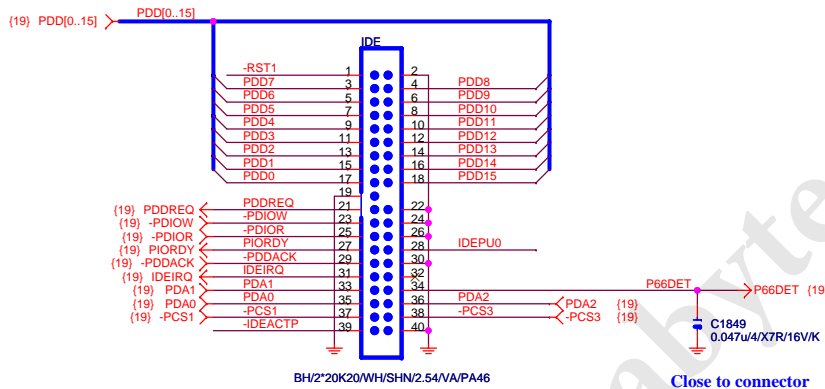 PDD[0..15]
{19} PDD[0..15]
IDE
-RST1 1 2
PDD7 3 4 PDD8
PDD6 5 6 PDD9
PDD5 7 8 PDD10
PDD4 9 10 PDD11
PDD3 11 12 PDD12
PDD2 13 14 PDD13
PDD1 15 16 PDD14
PDD0 17 18 PDD15
19
{19} PDDREQ PDDREQ 21 22
{19} -PDIOW -PDIOW 23 24
{19} -PDIOR -PDIOR 25 26
{19} PIORDY PIORDY 27 28 IDEPU0
{19} -PDDACK -PDDACK 29 30
{19} IDEIRQ IDEIRQ 31 32
{19} PDA1 PDA1 33 34 P66DET P66DET {19
{19} PDA0 PDA0 35 36 PDA2 PDA2 {19}
{19} -PCS1 -PCS1 37 38 -PCS3 -PCS3 {19}
-IDEACTP 39 40
C1849
0.047u/4/X7R/16V/K
BH/2*20K20/WH/SHN/2.54/VA/PA46
Close to connector
abyte